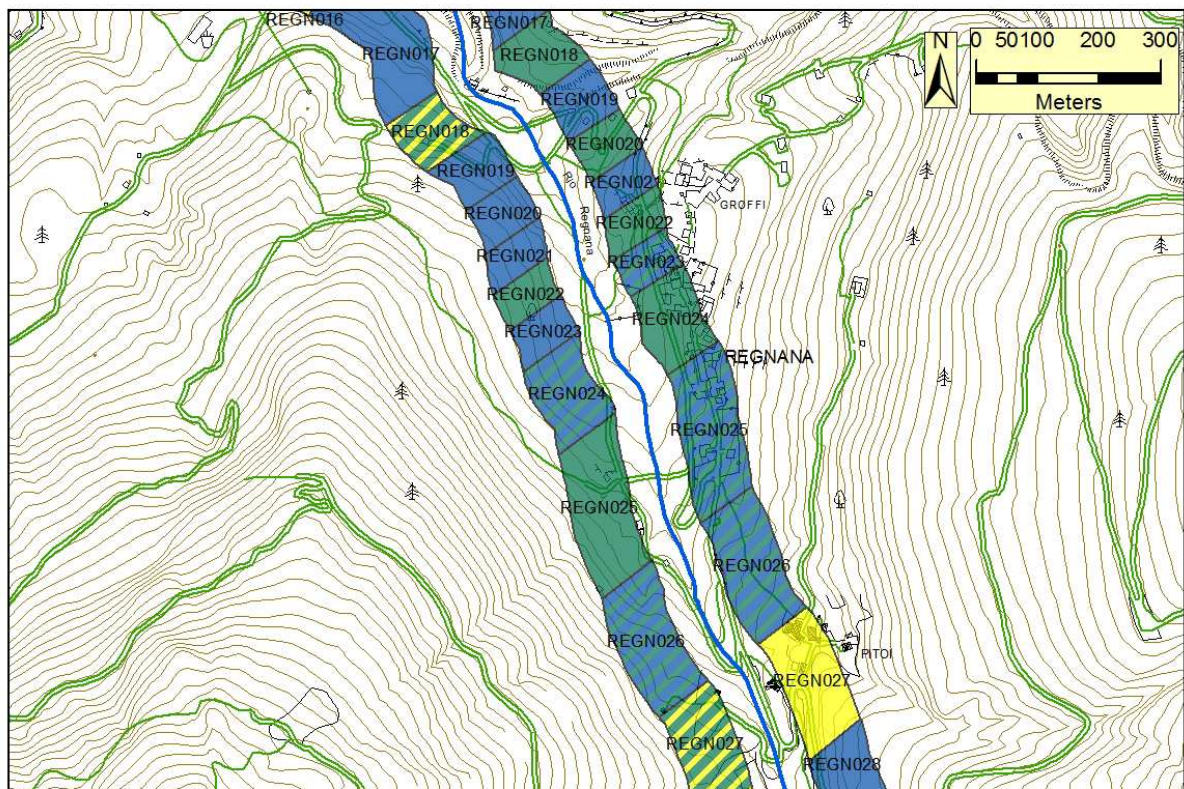 REGN016
REGN017
REGN017
REGN018
REGN018
REGN019
REGN019
REGN020
REGN020
REGN021
REGN021
REGN022
REGN022
REGN023
REGN023
REGN024
REGN024
REGN025
REGN025
REGN026
REGN026
REGN027
REGN027
REGN028
Rio
Regnana
GROFFI
REGNANA
PITOI
N
0 50 100 200 300
Meters